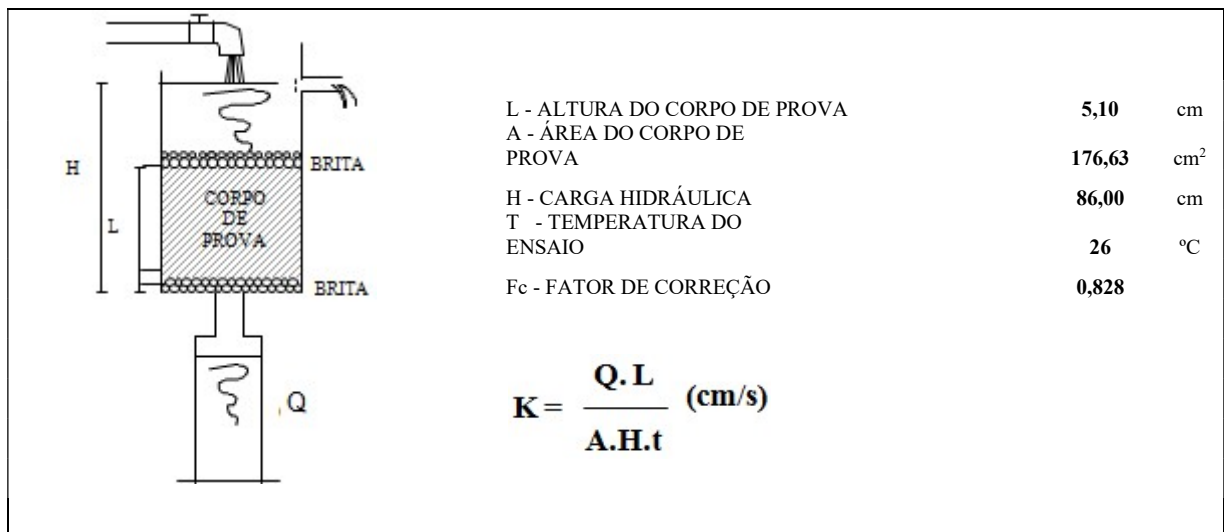 H
L
BRITA
CORPO
DE
PROVA
BRITA
Q
L - ALTURA DO CORPO DE PROVA 5,10 cm
A - ÁREA DO CORPO DE
PROVA 176,63 cm²
H - CARGA HIDRÁULICA 86,00 cm
T - TEMPERATURA DO
ENSAIO 26 ºC
Fc - FATOR DE CORREÇÃO 0,828
Q. L
K = (cm/s)
A.H.t